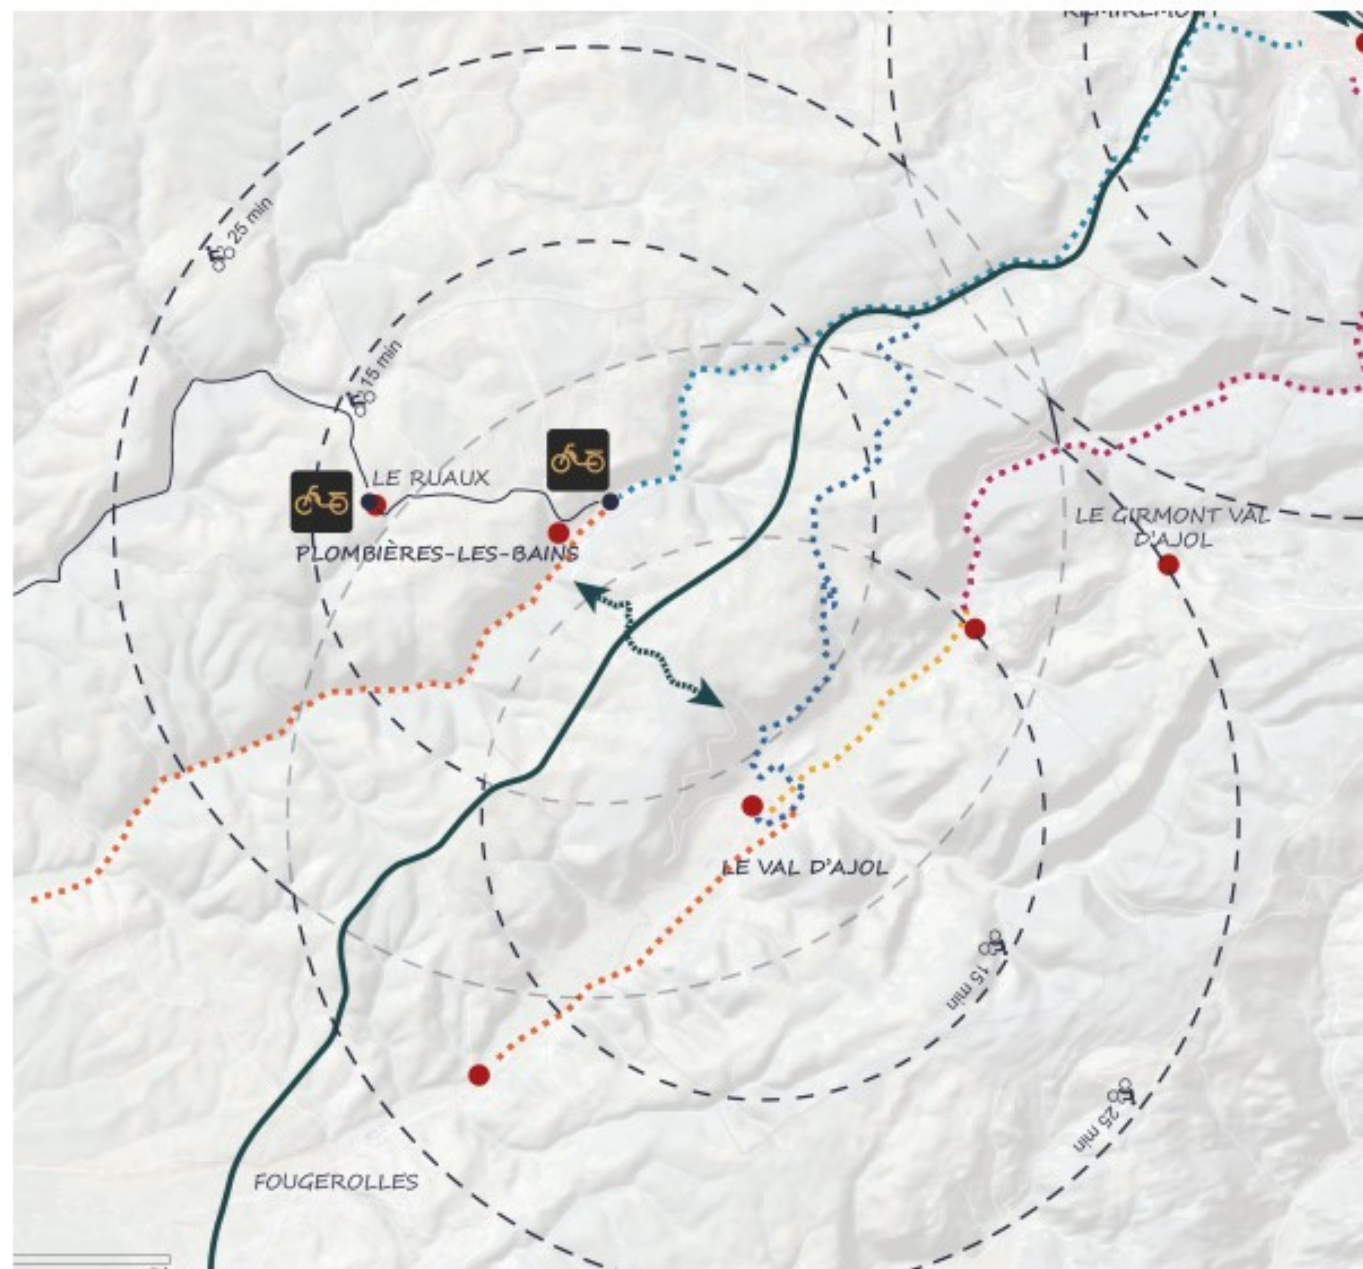 REMIREMONT
25 min
15 min
LE RUAUX
PLOMBIÈRES-LES-BAINS
LE GIRMONT VAL
D'AJOL
LE VAL D'AJOL
15 min
25 min
FOUGEROLLES